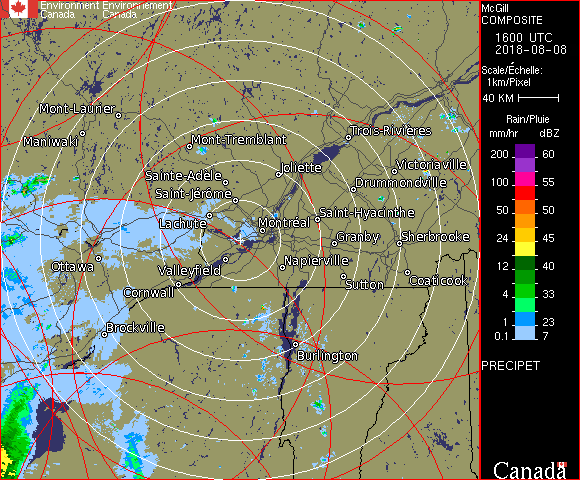 Environment Environnement
Canada Canada
McGill
COMPOSITE
1600 UTC
2018-08-08
Scale/Échelle:
1km/Pixel
40 KM
Rain/Pluie
mm/hr dBZ
200 60
55
100 55
50 50
24 45
12 40
4 33
1 23
0.1 7
PRECIPET
Mont-Laurier
Maniwaki
Mont-Tremblant
Trois-Rivières
Joliette
Victoriaville
Sainte-Adèle
Drummondville
Saint-Jérôme
Saint-Hyacinthe
Lachute
Montréal
Granby
Sherbrooke
Ottawa
Valleyfield
Napierville
Sutton
Coaticook
Cornwall
Brockville
Burlington
Canada